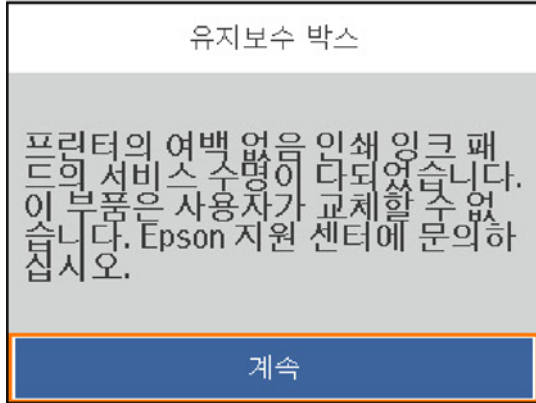 유지보수 박스
프린터의 여백 없음 인쇄 잉크 패
드의 서비스 수명이 다되었습니다.
이 부품은 사용자가 교체할 수 없
습니다. Epson 지원 센터에 문의하
십시오.
계속